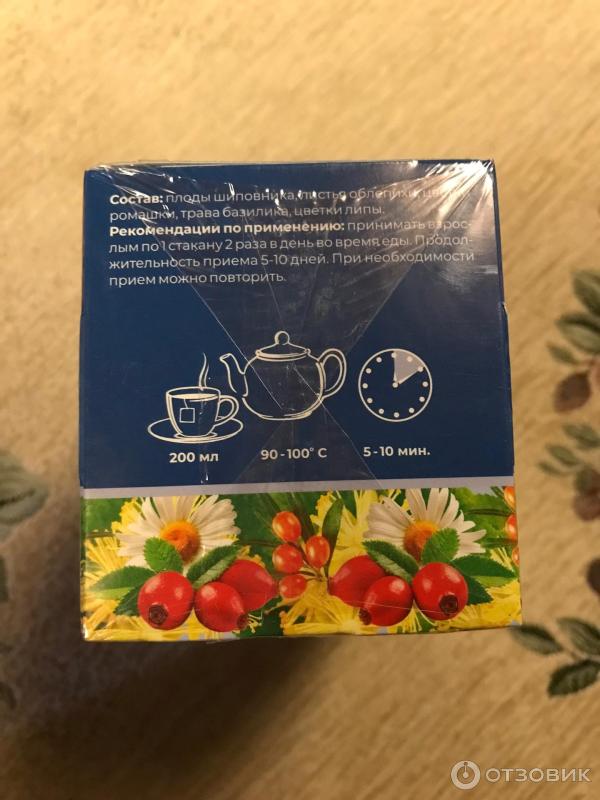 Состав: плоды шиповника, листья облепихи,
ромашки, трава базилика, цветки липы.
Рекомендации по применению: принимать взрос-
лым по 1 стакану 2 раза в день во время еды. Продол-
жительность приема 5-10 дней. При необходимости
прием можно повторить.
200 мл
90-100° С
5-10 мин.
ОТЗОВИК